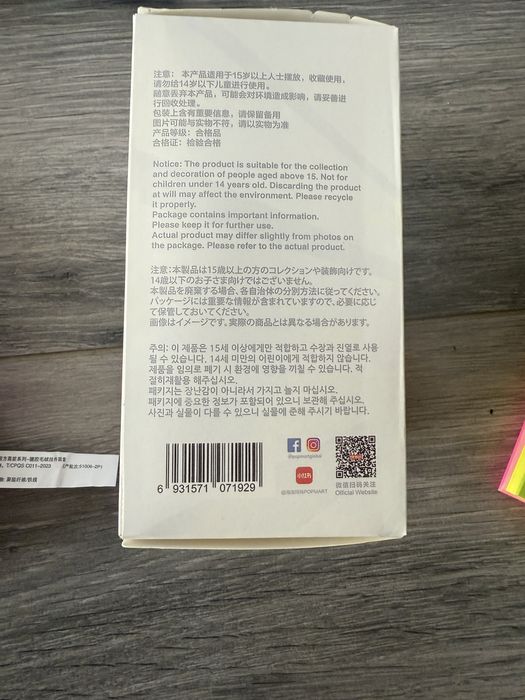 注意： 本产品适用于15岁以上人士摆放，收藏使用，
请勿给14岁以下儿童进行使用。
随意丢弃本产品，可能会对环境造成影响，请妥善进
行回收处理。
包装上含有重要信息，请保留备用
图片可能与实物不符，请以实物为准
产品等级：合格品
合格证：检验合格
Notice: The product is suitable for the collection
and decoration of people aged above 15. Not for
children under 14 years old. Discarding the product
at will may affect the environment. Please recycle
it properly.
Package contains important information.
Please keep it for further use.
Actual product may differ slightly from photos on
the package. Please refer to the actual product.
注意:本製品は15歳以上の方のコレクションや装飾向けです。
14歳以下のお子さま向けではございません。
本製品を廃棄する場合、各自治体の分別方法に従ってください。
パッケージには重要な情報が含まれていますので、必要に応じ
て保管しておいてください。
画像はイメージです。実際の商品とは異なる場合があります。
주의: 이 제품은 15세 이상에게만 적합하고 소장과 진열로 사용
될 수 있습니다. 14세 미만의 어린이에게 적합하지 않습니다.
제품을 임의로 폐기 시 환경에 영향을 끼칠 수 있습니다. 적
절히재활용 해주십시오.
패키지는 장난감이 아니라서 가지고 놀지 마십시오.
패키지에 중요한 정보가 포함되어 있으니 보관해 주십시오.
사진과 실물이 다를 수 있으니 실물에 준해 주시기 바랍니다.
6 931571 071929
@popmartglobal
小红书
@泡泡玛特POPMART
微信扫码关注
Official Website
T/CPQS C011-2023